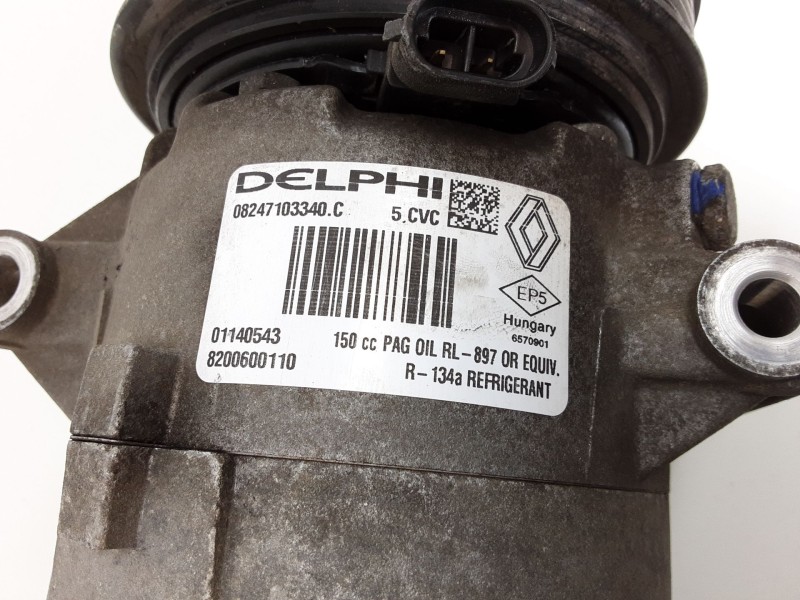 DELPHI
08247103340.C 5.CVC
EP5
Hungary
6570901
01140543 150 cc PAG OIL RL-897 OR EQUIV.
8200600110 R-134a REFRIGERANT